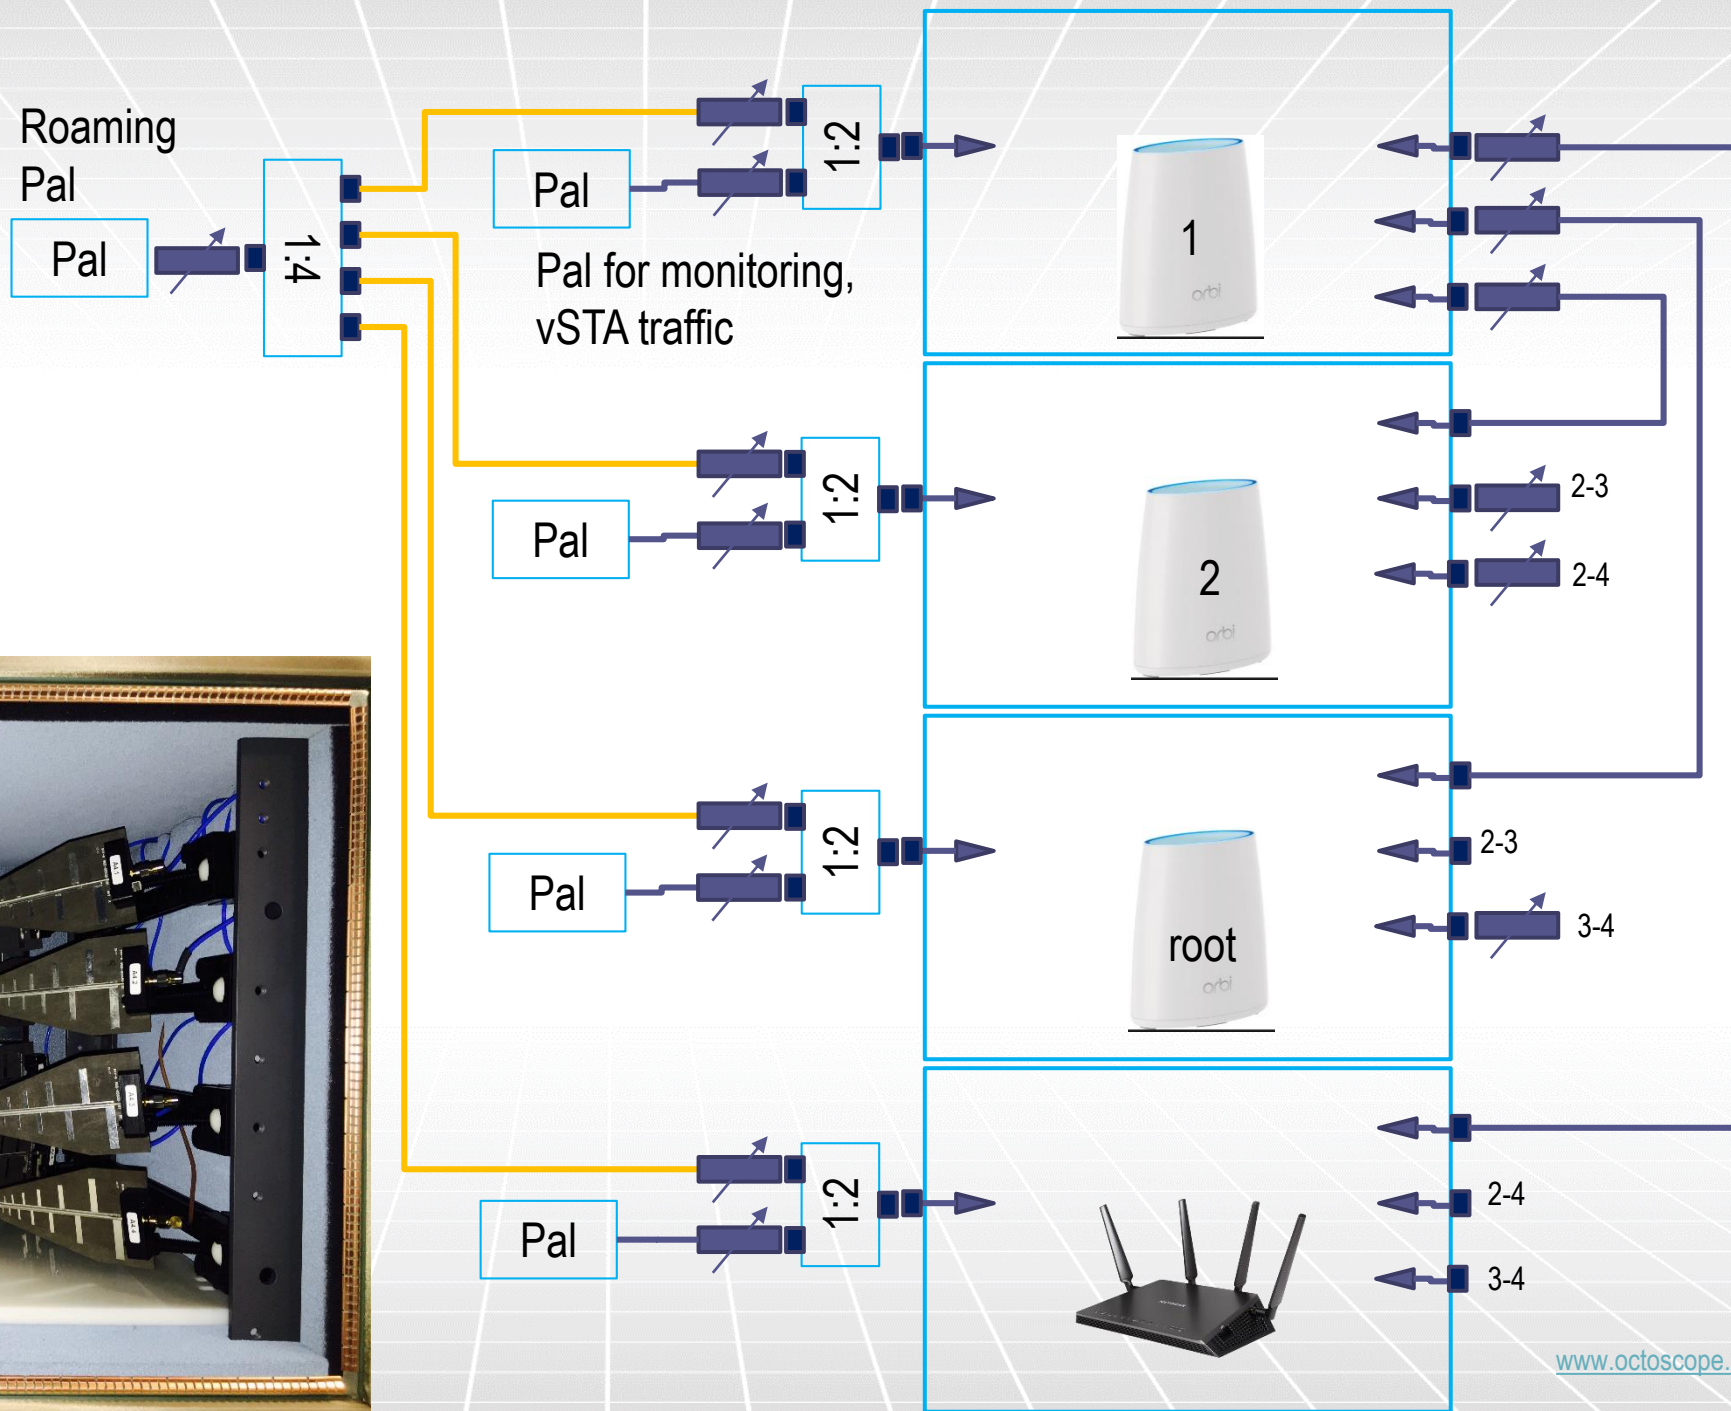 Roaming
Pal
Pal
1:4
Pal
1:2
Pal for monitoring,
vSTA traffic
1
orbi
Pal
1:2
2
orbi
2-3
2-4
Pal
1:2
root
orbi
2-3
3-4
Pal
1:2
2-4
3-4
www.octoscope.